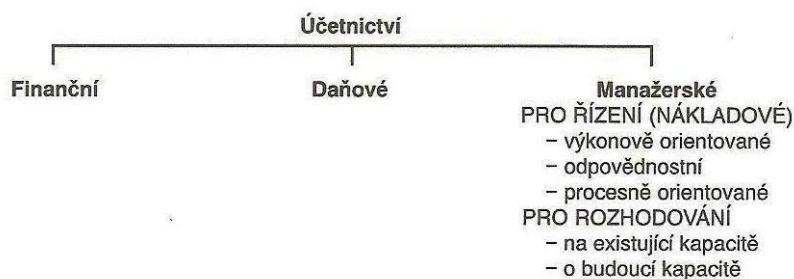 Účetnictví
Finanční
Daňové
Manažerské
PRO ŘÍZENÍ (NÁKLADOVÉ)
– výkonově orientované
– odpovědnostní
– procesně orientované
PRO ROZHODOVÁNÍ
– na existující kapacitě
– o budoucí kapacitě